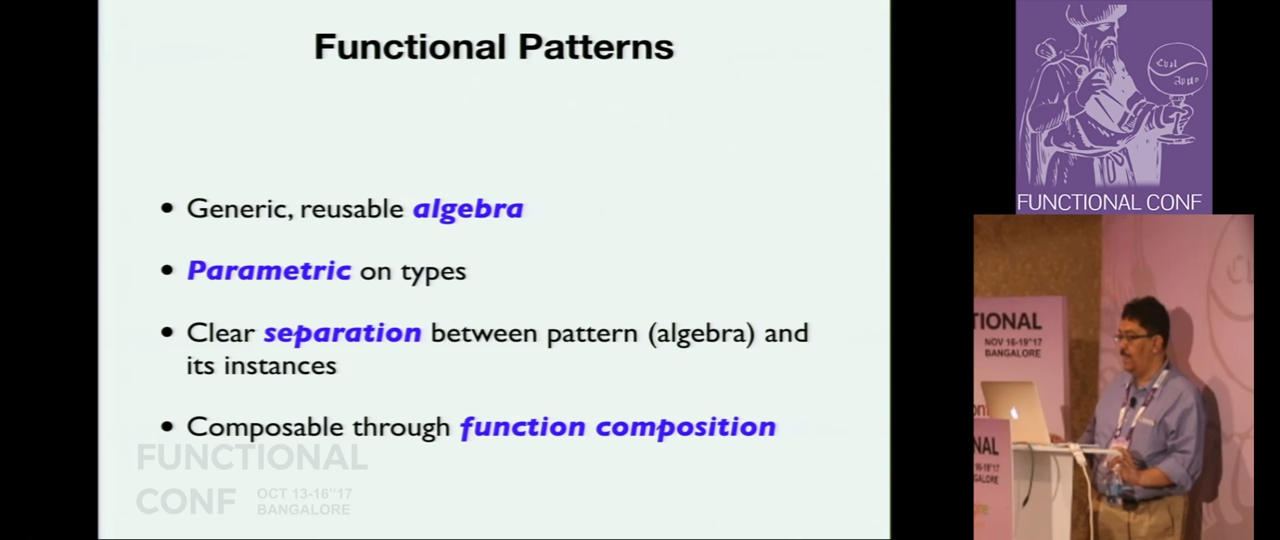 Functional Patterns
• Generic, reusable algebra
• Parametric on types
• Clear separation between pattern (algebra) and
its instances
• Composable through function composition
FUNCTIONAL
CONF OCT 13-16"17
BANGALORE
FUNCTIONAL CONF
TIONAL
NOV 16-19"17
BANGALORE
NAL